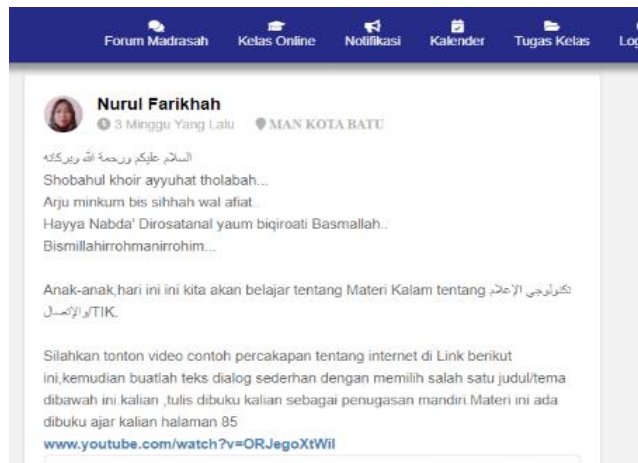 Forum Madrasah Kelas Online Notifikasi Kalender Tugas Kelas Log
Nurul Farikhah
3 Minggu Yang Lalu MAN KOTA BATU
السلام عليكم ورحمة الله وبركاته
Shobahul khoir ayyuhat tholabah...
Arju minkum bis sihhah wal afiat..
Hayya Nabda' Dirosatanal yaum biqiroati Basmallah..
Bismillahirrohmanirrohim...
Anak-anak,hari ini ini kita akan belajar tentang Materi Kalam tentang تكنولوجي الإعلام
والإتصال/TIK.
Silahkan tonton video contoh percakapan tentang internet di Link berikut
ini,kemudian buatlah teks dialog sederhan dengan memilih salah satu judul/tema
dibawah ini.kalian ,tulis dibuku kalian sebagai penugasan mandiri.Materi ini ada
dibuku ajar kalian halaman 85
www.youtube.com/watch?v=ORJegoXtWiI